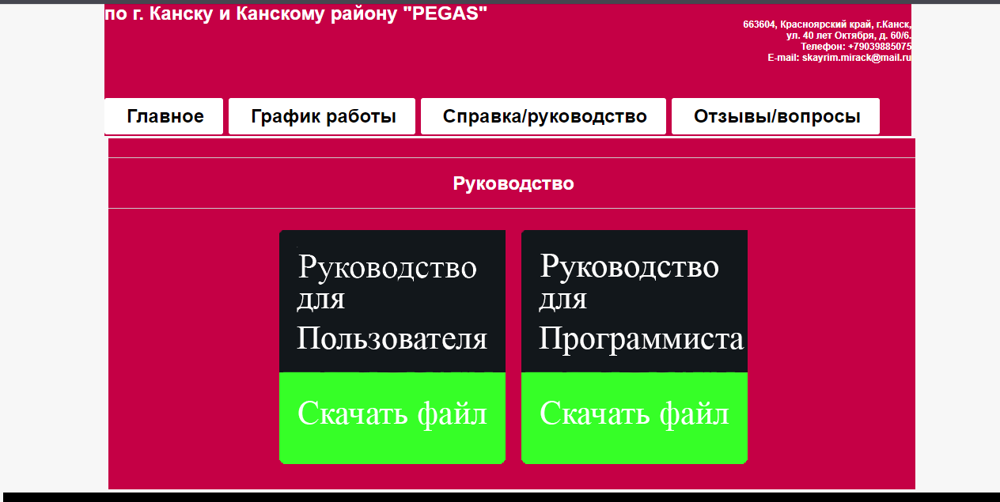 по г. Канску и Канскому району "PEGAS"
663604, Красноярский край, г.Канск,
ул. 40 лет Октября, д. 60/6.
Телефон: +79039885075
E-mail: skayrim.mirack@mail.ru
Главное График работы Справка/руководство Отзывы/вопросы
Руководство
Руководство
для
Пользователя
Скачать файл
Руководство
для
Программиста
Скачать файл